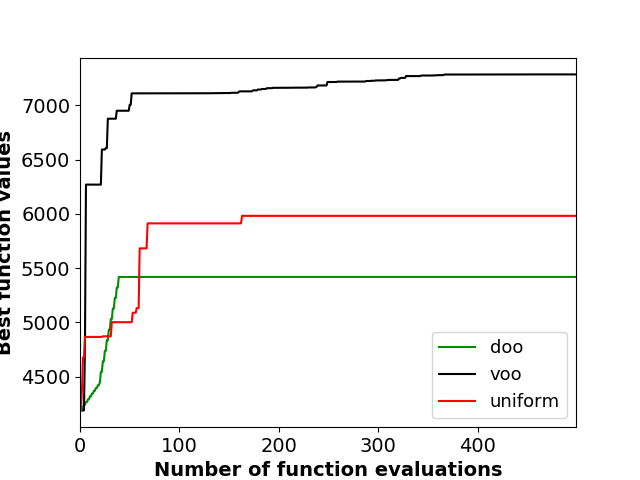 7000
6500
6000
5500
5000
4500
Best function values
0
100
200
300
400
Number of function evaluations
doo
voo
uniform